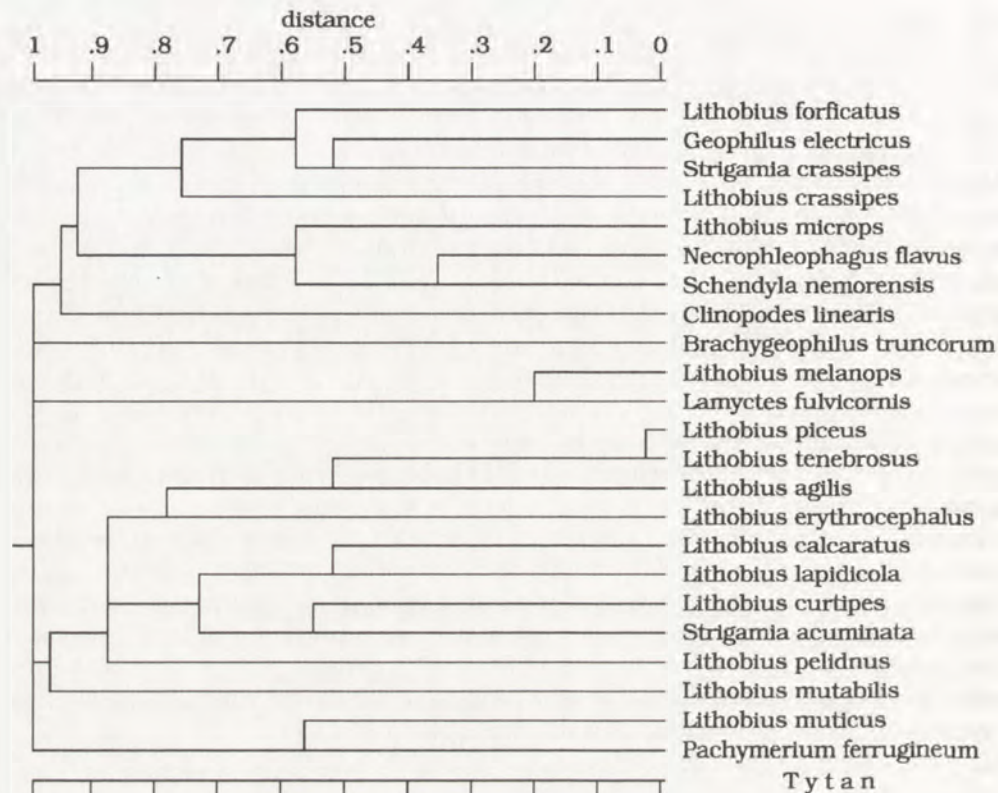 distance
1 .9 .8 .7 .6 .5 .4 .3 .2 .1 0
Lithobius forficatus
Geophilus electricus
Strigamia crassipes
Lithobius crassipes
Lithobius microps
Necrophleophagus flavus
Schendyla nemorensis
Clinopodes linearis
Brachygeophilus truncorum
Lithobius melanops
Lamyctes fulvicornis
Lithobius piceus
Lithobius tenebrosus
Lithobius agilis
Lithobius erythrocephalus
Lithobius calcaratus
Lithobius lapidicola
Lithobius curtipes
Strigamia acuminata
Lithobius pelidnus
Lithobius mutabilis
Lithobius muticus
Pachymerium ferrugineum
Tytan